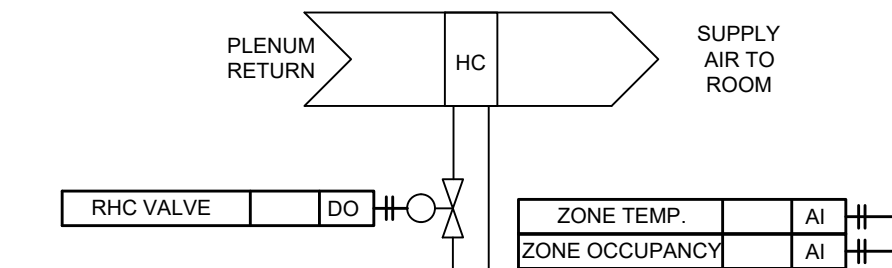 PLENUM
RETURN
HC
SUPPLY
AIR TO
ROOM
RHC VALVE DO
ZONE TEMP. AI
ZONE OCCUPANCY AI